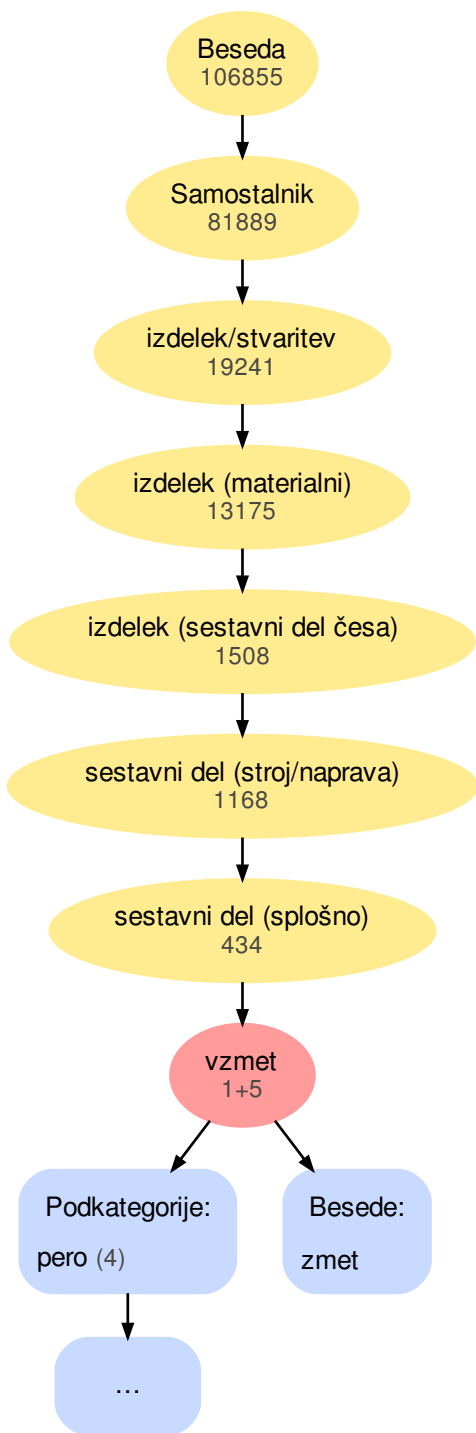 Beseda
106855
Samostalnik
81889
izdelek/stvaritev
19241
izdelek (materialni)
13175
izdelek (sestavni del česa)
1508
sestavni del (stroj/naprava)
1168
sestavni del (splošno)
434
vzmet
1+5
Podkategorije:
pero (4)
Besede:
zmet
...